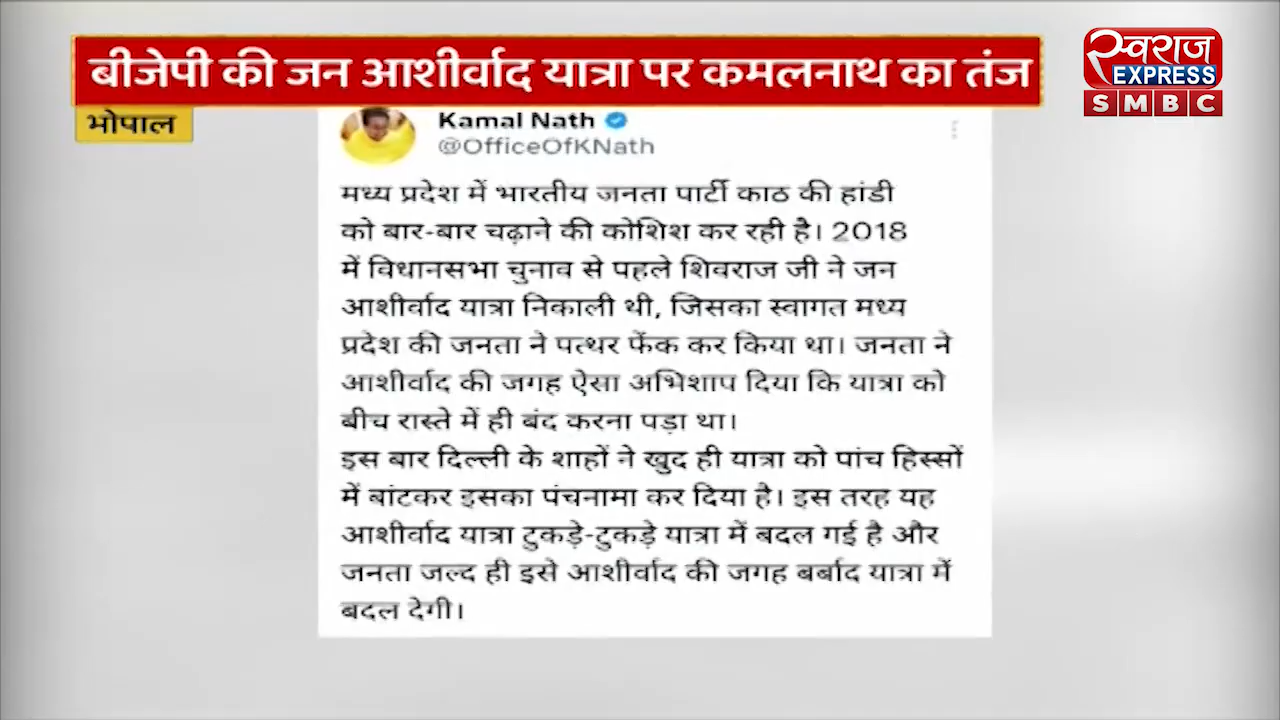 बीजेपी की जन आशीर्वाद यात्रा पर कमलनाथ का तंज
स्वराज
EXPRESS
SMBC
भोपाल
Kamal Nath
@OfficeOfKNath
मध्य प्रदेश में भारतीय जनता पार्टी काठ की हांडी
को बार-बार चढ़ाने की कोशिश कर रही है। 2018
में विधानसभा चुनाव से पहले शिवराज जी ने जन
आशीर्वाद यात्रा निकाली थी, जिसका स्वागत मध्य
प्रदेश की जनता ने पत्थर फेंक कर किया था। जनता ने
आशीर्वाद की जगह ऐसा अभिशाप दिया कि यात्रा को
बीच रास्ते में ही बंद करना पड़ा था।
इस बार दिल्ली के शाहों ने खुद ही यात्रा को पांच हिस्सों
में बांटकर इसका पंचनामा कर दिया है। इस तरह यह
आशीर्वाद यात्रा टुकड़े-टुकड़े यात्रा में बदल गई है और
जनता जल्द ही इसे आशीर्वाद की जगह बर्बाद यात्रा में
बदल देगी।